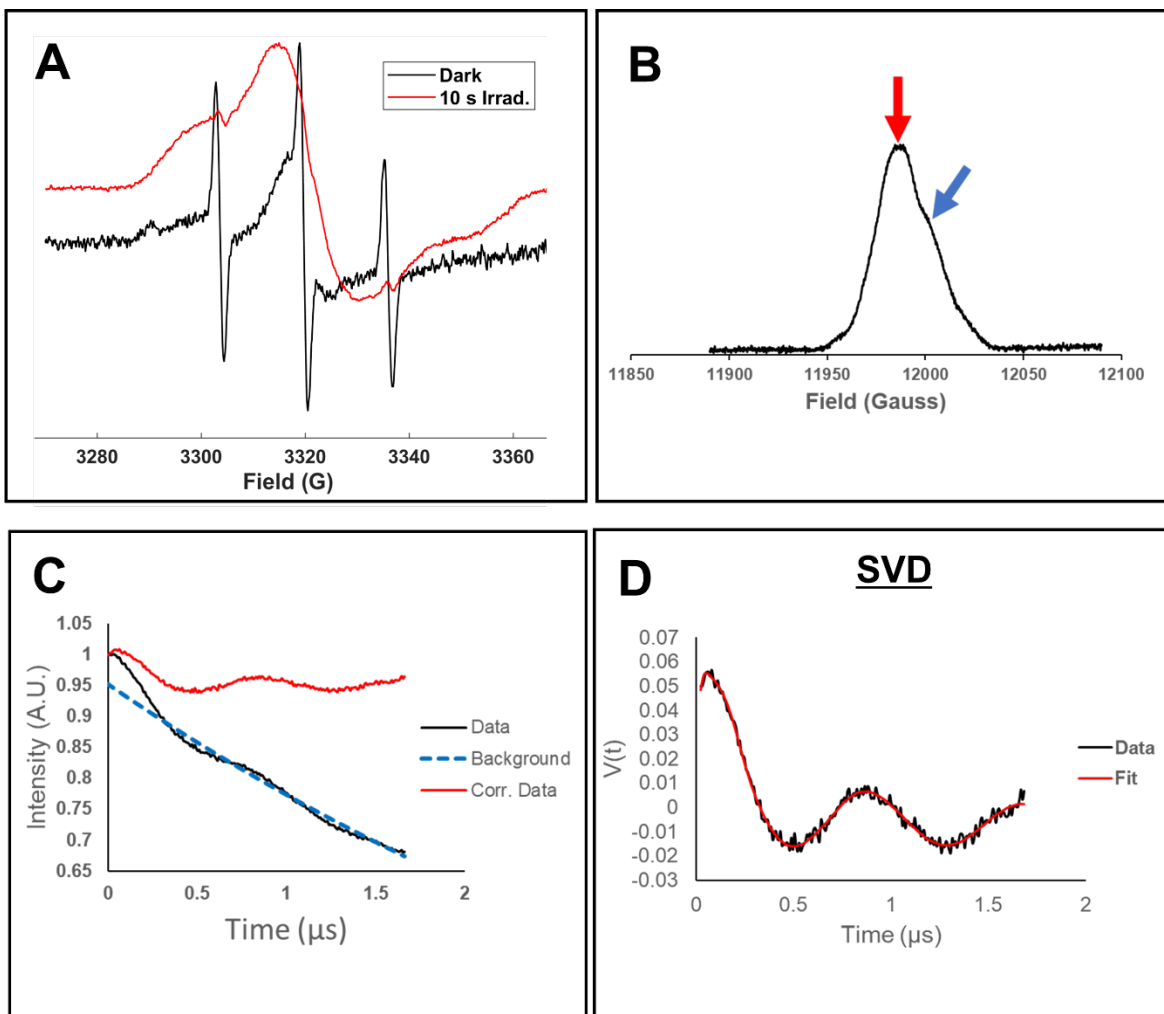 A
Dark
10 s Irrad.
3280 3300 3320 3340 3360
Field (G)
B
11850 11900 11950 12000 12050 12100
Field (Gauss)
C
1.05
1
0.95
0.9
0.85
0.8
0.75
0.7
0.65
Intensity (A.U.)
Data
Background
Corr. Data
0 0.5 1 1.5 2
Time (μs)
D
SVD
0.07
0.06
0.05
0.04
0.03
0.02
0.01
0
-0.01
-0.02
-0.03
V(t)
Data
Fit
0 0.5 1 1.5 2
Time (μs)